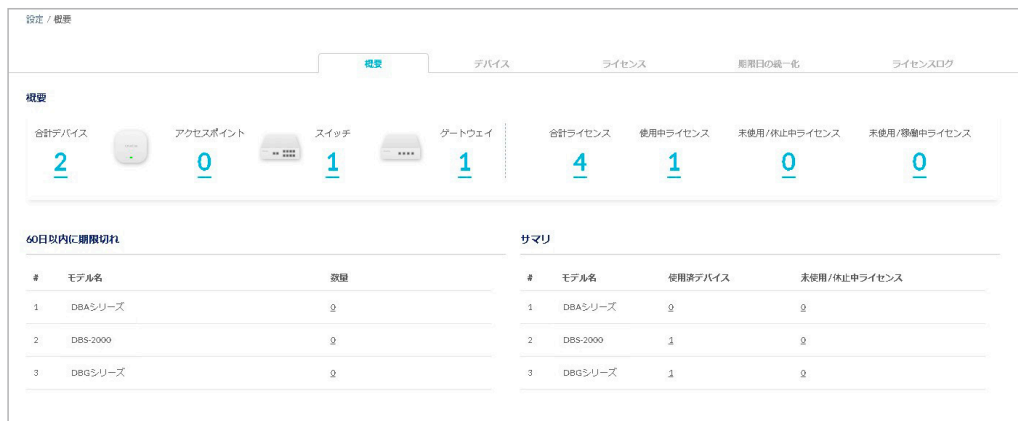 設定 / 概要
概要 デバイス ライセンス 期限日の統一化 ライセンスログ
概要
合計デバイス アクセスポイント スイッチ ゲートウェイ 合計ライセンス 使用中ライセンス 未使用/休止中ライセンス 未使用/稼働中ライセンス
2 0 1 1 4 1 0 0
60日以内に期限切れ サマリ
# モデル名 数量 # モデル名 使用済デバイス 未使用/休止中ライセンス
1 DBAシリーズ 0 1 DBAシリーズ 0 0
2 DBS-2000 0 2 DBS-2000 1 0
3 DBGシリーズ 0 3 DBGシリーズ 1 0